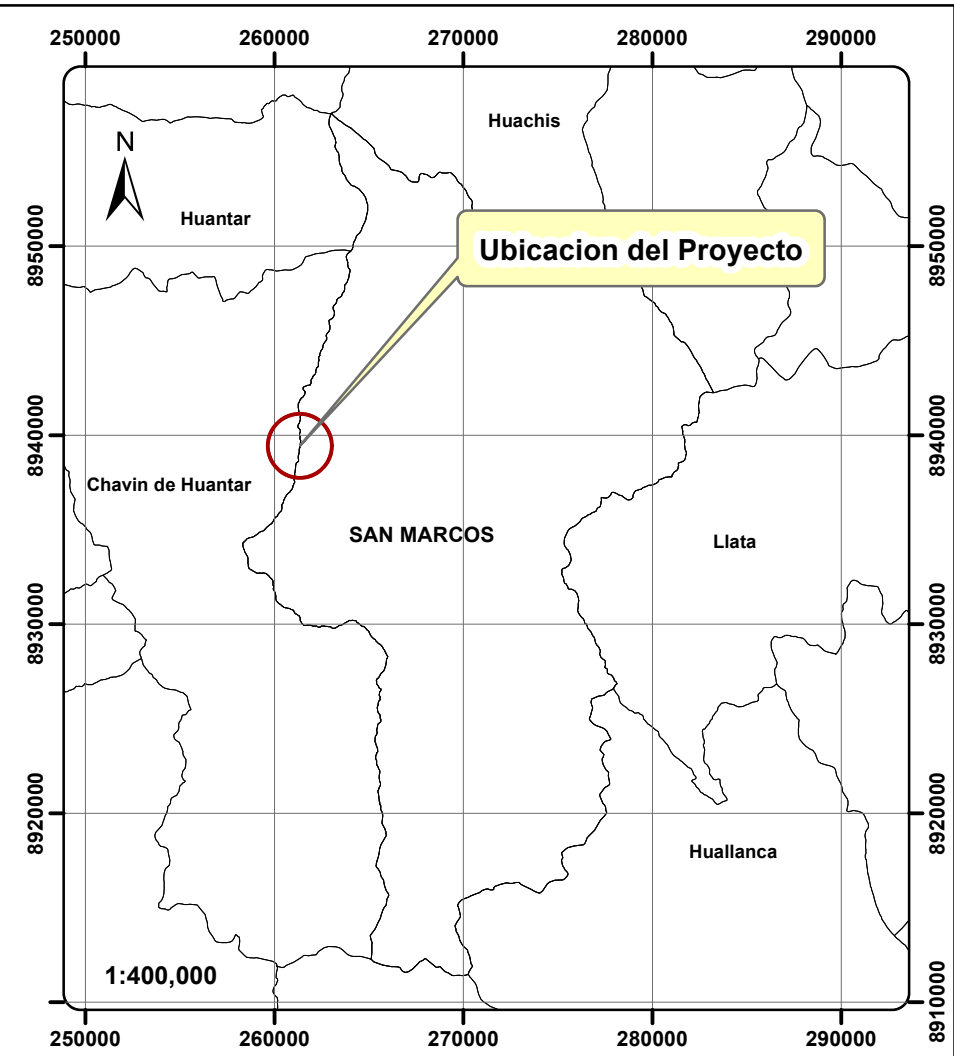 250000 260000 270000 280000 290000
Huachis
N
Huantar
8950000 8950000
Ubicacion del Proyecto
8940000 8940000
Chavin de Huantar
SAN MARCOS
Llata
8930000 8930000
8920000 8920000
Huallanca
1:400,000
8910000
250000 260000 270000 280000 290000